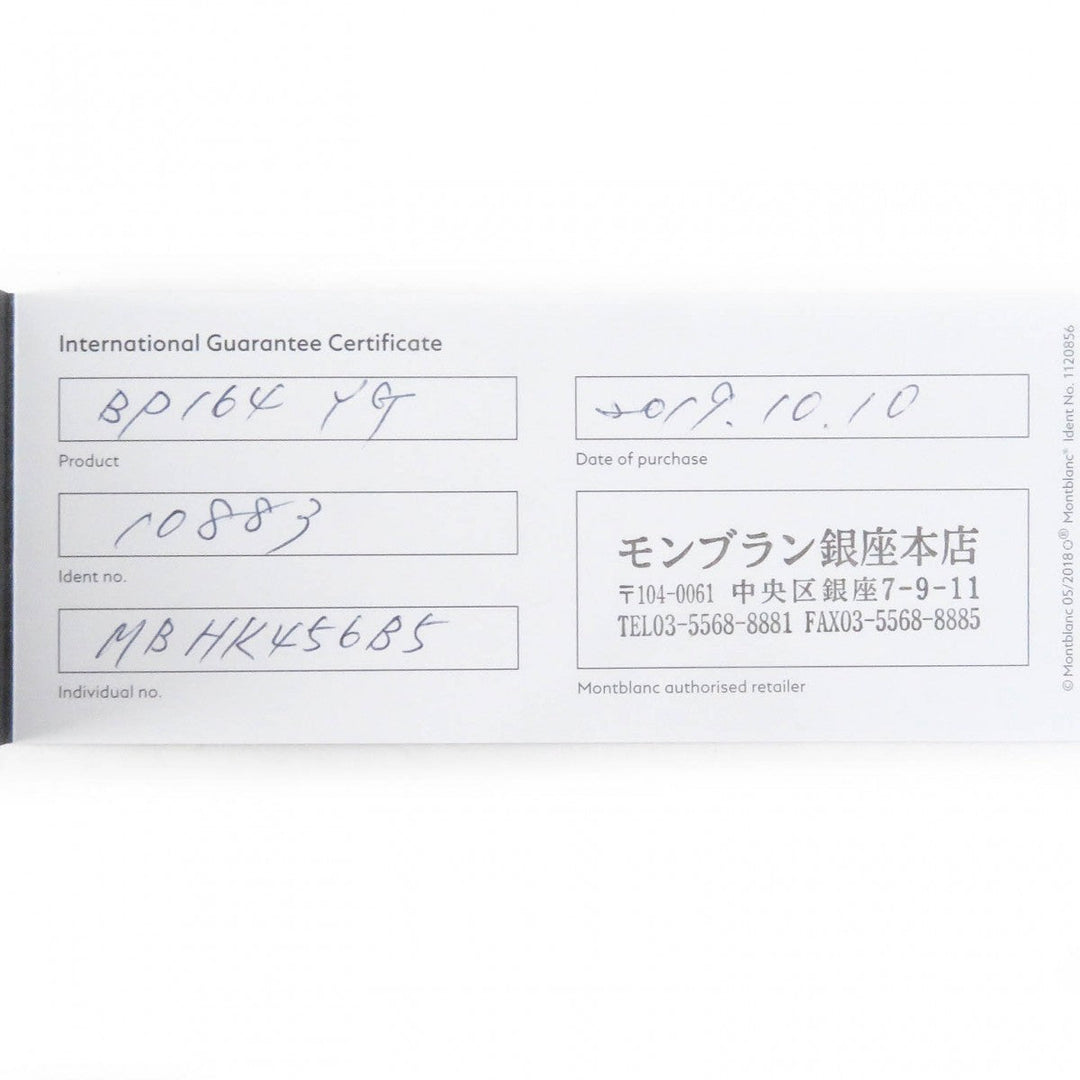 International Guarantee Certificate
BP164 YG
Product
10883
Ident no.
MBHK456B5
Individual no.
2019.10.10
Date of purchase
モンブラン銀座本店
〒104-0061 中央区銀座7-9-11
TEL03-5568-8881 FAX03-5568-8885
Montblanc authorised retailer
© Montblanc 05/2018 O® Montblanc® Ident No. 1120856